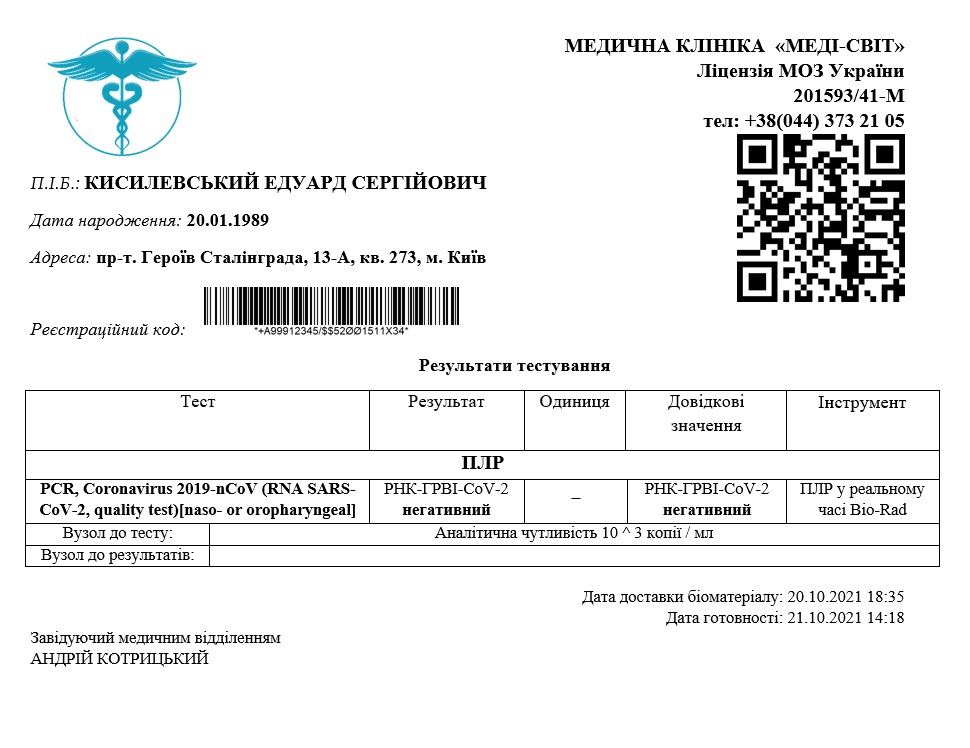 МЕДИЧНА КЛІНІКА «МЕДІ-СВІТ»
Ліцензія МОЗ України
201593/41-М
тел: +38(044) 373 21 05
П.І.Б.: КИСИЛЕВСЬКИЙ ЕДУАРД СЕРГІЙОВИЧ
Дата народження: 20.01.1989
Адреса: пр-т. Героїв Сталінграда, 13-А, кв. 273, м. Київ
Реєстраційний код:
*+A99912345/$$52ØØ1511X34*
Результати тестування
Тест Результат Одиниця Довідкові значення Інструмент
ПЛР
PCR, Coronavirus 2019-nCoV (RNA SARS- РНК-ГРВІ-CoV-2 – РНК-ГРВІ-CoV-2 ПЛР у реальному
CoV-2, quality test)[naso- or oropharyngeal] негативний негативний часі Bio-Rad
Вузол до тесту: Аналітична чутливість 10 ^ 3 копії / мл
Вузол до результатів:
Дата доставки біоматеріалу: 20.10.2021 18:35
Дата готовності: 21.10.2021 14:18
Завідуючий медичним відділенням
АНДРІЙ КОТРИЦЬКИЙ